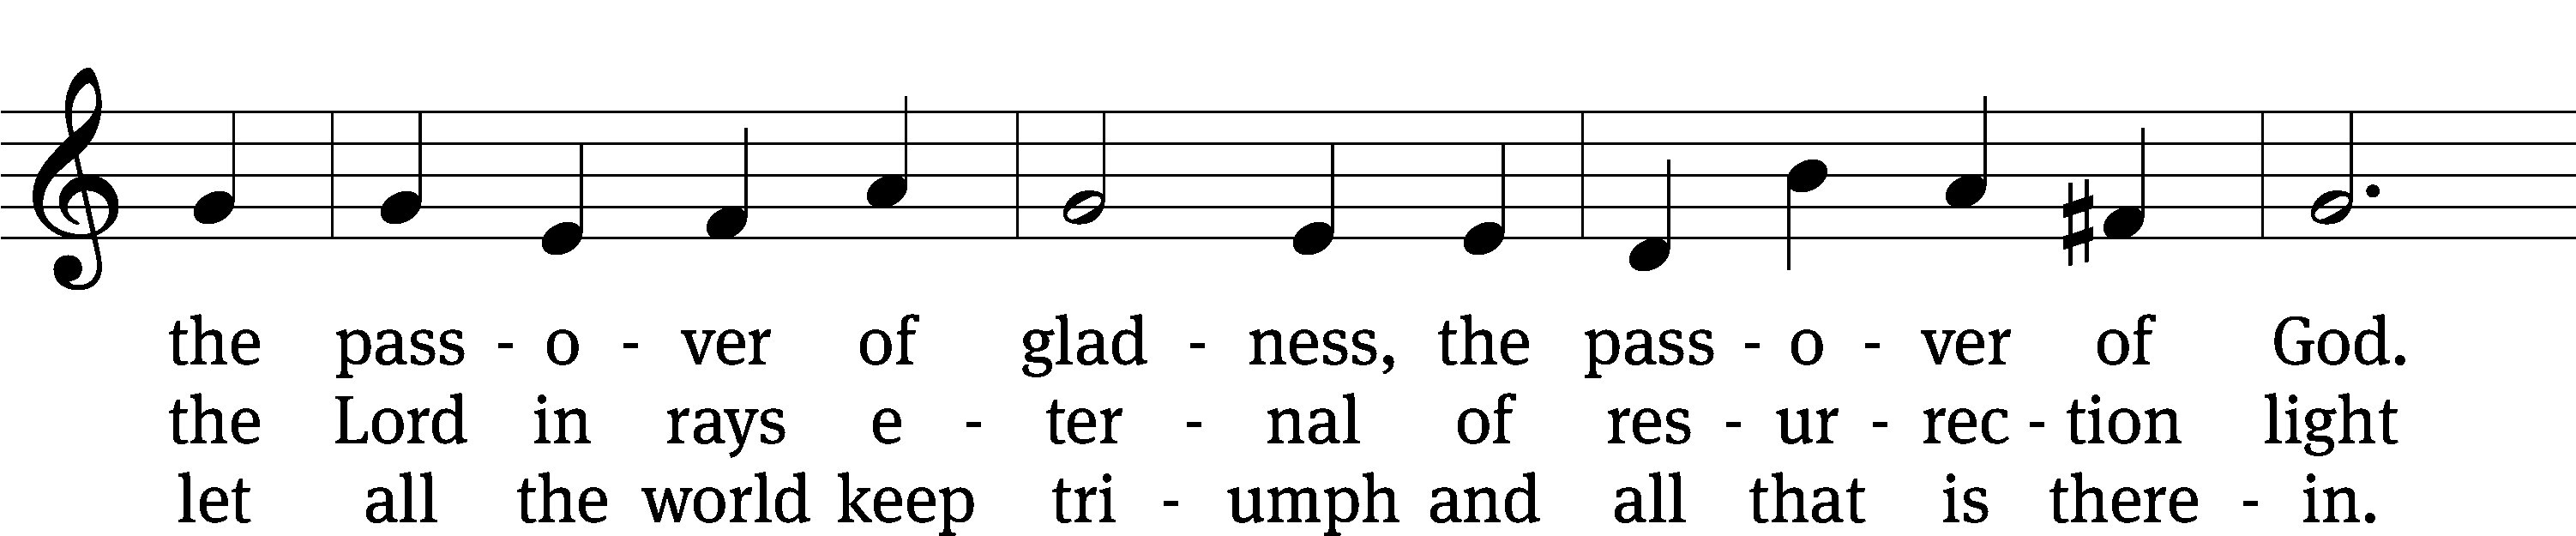 the pass - o - ver of glad - ness, the pass - o - ver of God.
the Lord in rays e - ter - nal of res - ur - rec - tion light
let all the world keep tri - umph and all that is there - in.